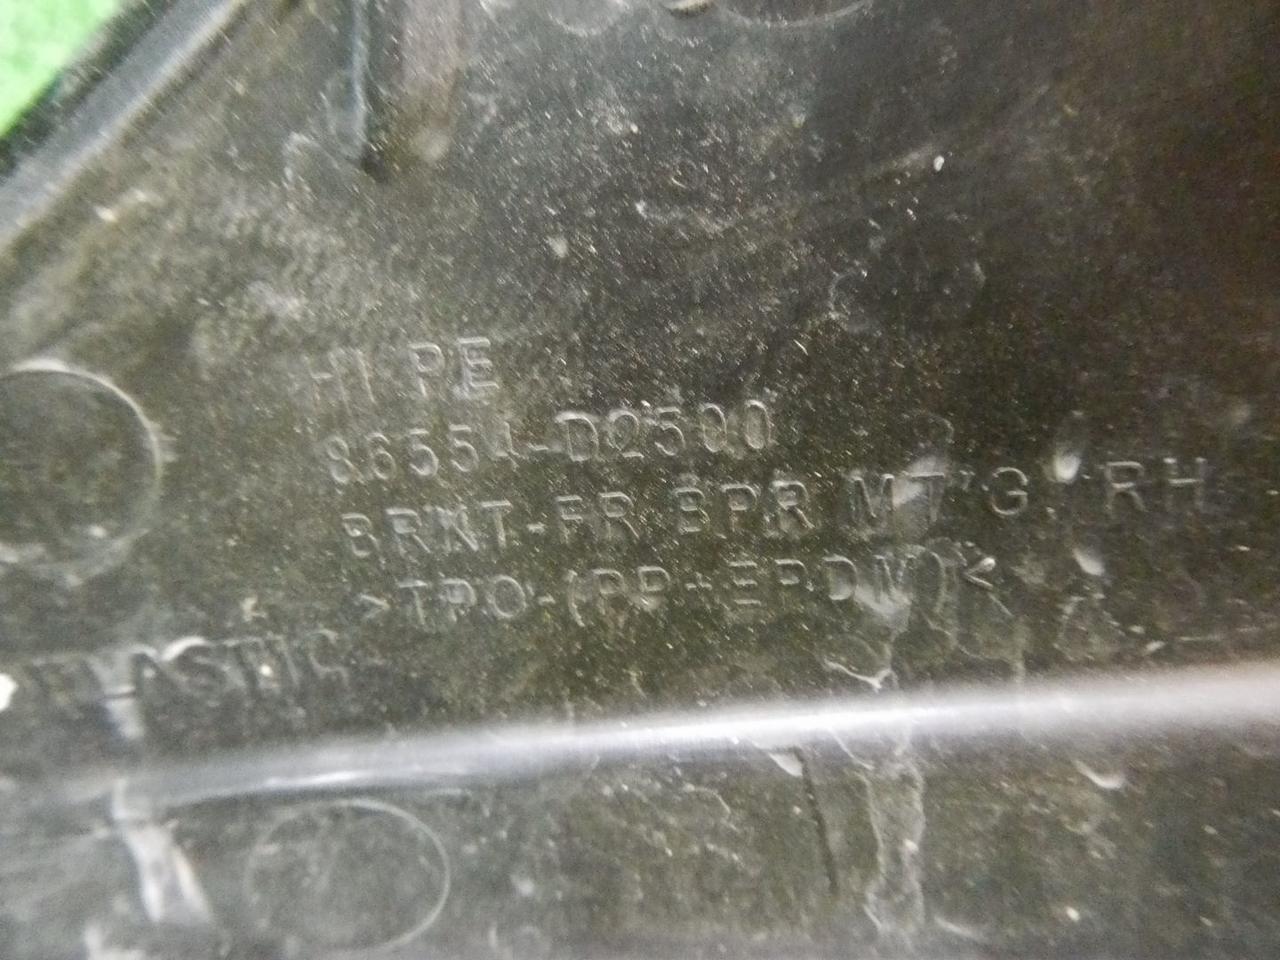 HI PE
86554-D2500
BRKT-FR BPR MT'G, RH
>TPO-(PP+EPDM)<